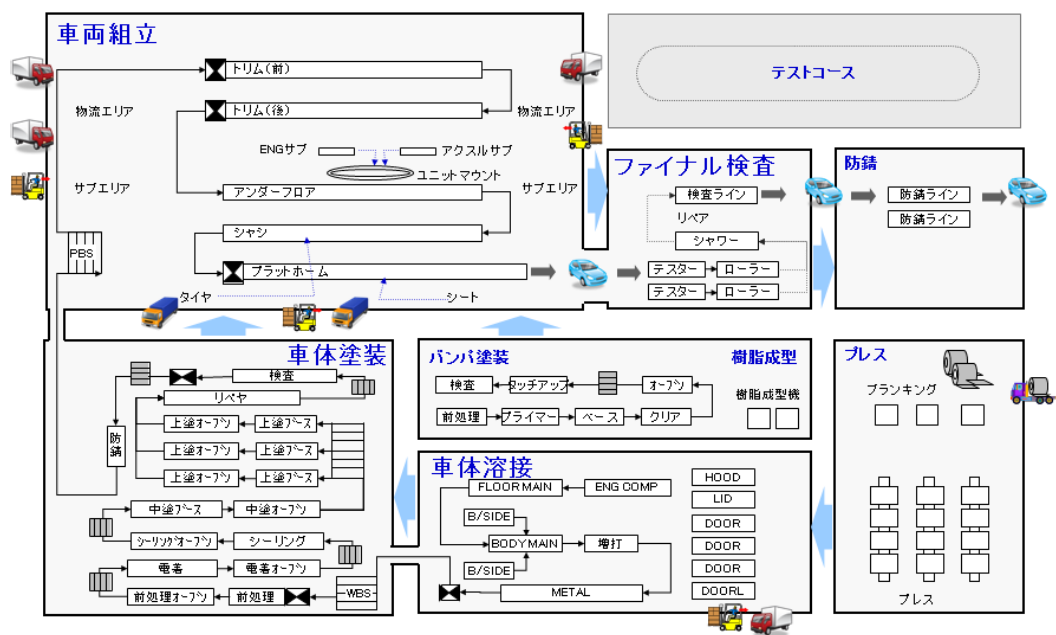 車両組立
トリム(前)
物流エリア
トリム(後)
物流エリア
ENGサブ
アクスルサブ
ユニットマウント
サブエリア
アンダーフロア
サブエリア
シャシ
PBS
プラットホーム
タイヤ
シート
テストコース
ファイナル検査
検査ライン
リペア
シャワー
テスター
ローラー
テスター
ローラー
防錆
防錆ライン
防錆ライン
車体塗装
検査
リペヤ
防錆
上塗オーブン
上塗ブース
上塗オーブン
上塗ブース
上塗オーブン
上塗ブース
中塗ブース
中塗オーブン
シーリングオーブン
シーリング
電着
電着オーブン
前処理オーブン
前処理
WBS
バンパ塗装
樹脂成型
検査
タッチアップ
オーブン
前処理
プライマー
ベース
クリア
樹脂成型機
車体溶接
FLOOR MAIN
ENG COMP
B/SIDE
BODY MAIN
増打
B/SIDE
METAL
HOOD
LID
DOOR
DOOR
DOOR
DOORL
プレス
ブランキング
プレス